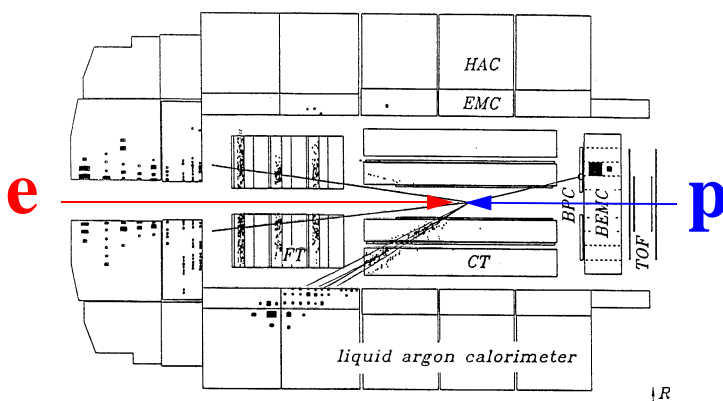 HAC
EMC
e
p
BPC
BEMC
TOF
FT
CT
liquid argon calorimeter
R